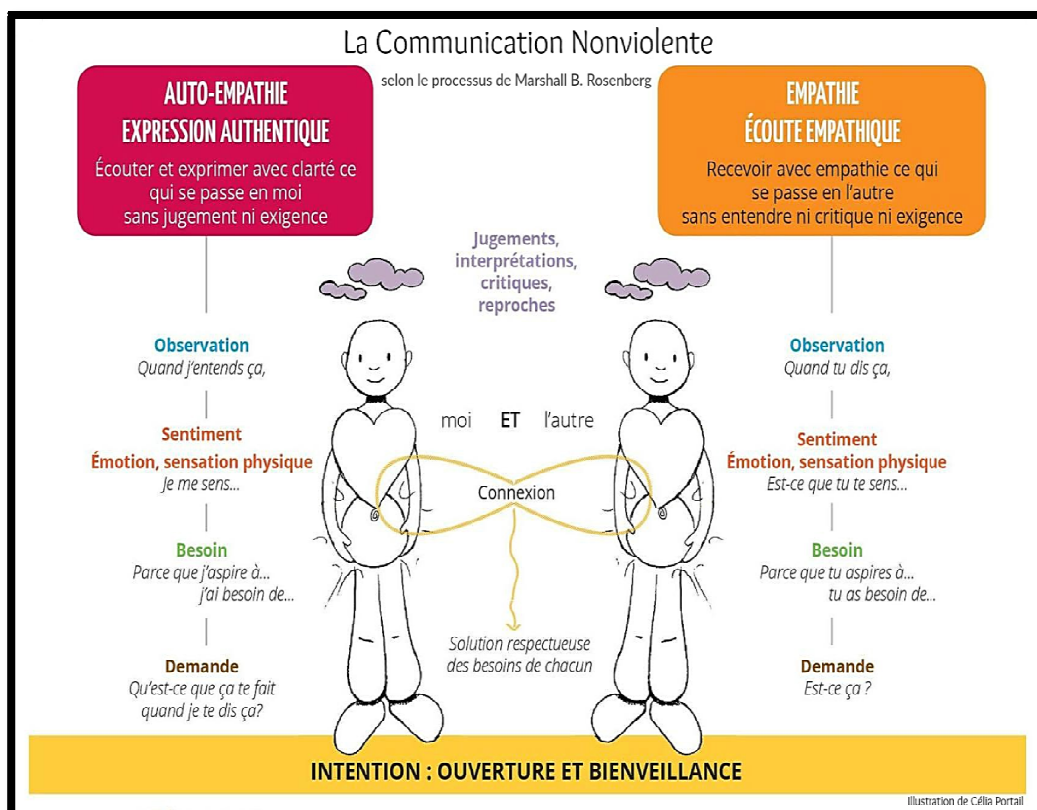 La Communication Nonviolente
selon le processus de Marshall B. Rosenberg
AUTO-EMPATHIE
EXPRESSION AUTHENTIQUE
Écouter et exprimer avec clarté ce
qui se passe en moi
sans jugement ni exigence
EMPATHIE
ÉCOUTE EMPATHIQUE
Recevoir avec empathie ce qui
se passe en l'autre
sans entendre ni critique ni exigence
Jugements,
interprétations,
critiques,
reproches
Observation
Quand j'entends ça,
Sentiment
Émotion, sensation physique
Je me sens...
Besoin
Parce que j'aspire à...
j'ai besoin de...
Demande
Qu'est-ce que ça te fait
quand je te dis ça?
moi ET l'autre
Connexion
Solution respectueuse
des besoins de chacun
Observation
Quand tu dis ça,
Sentiment
Émotion, sensation physique
Est-ce que tu te sens...
Besoin
Parce que tu aspires à...
tu as besoin de...
Demande
Est-ce ça ?
INTENTION : OUVERTURE ET BIENVEILLANCE
Illustration de Célia Portail